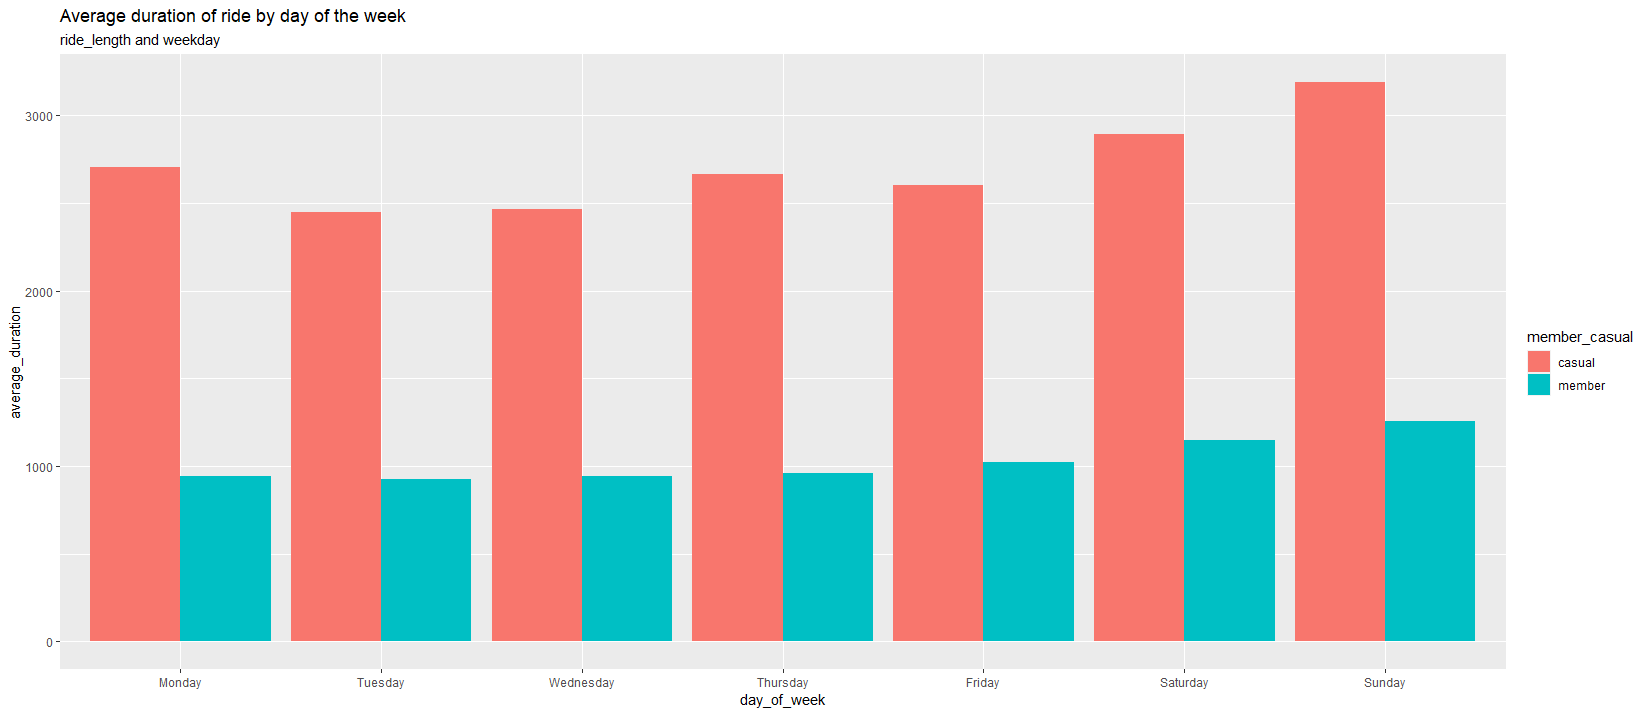 Average duration of ride by day of the week
ride_length and weekday
3000
2000
1000
0
average_duration
Monday Tuesday Wednesday Thursday Friday Saturday Sunday
day_of_week
member_casual
casual
member